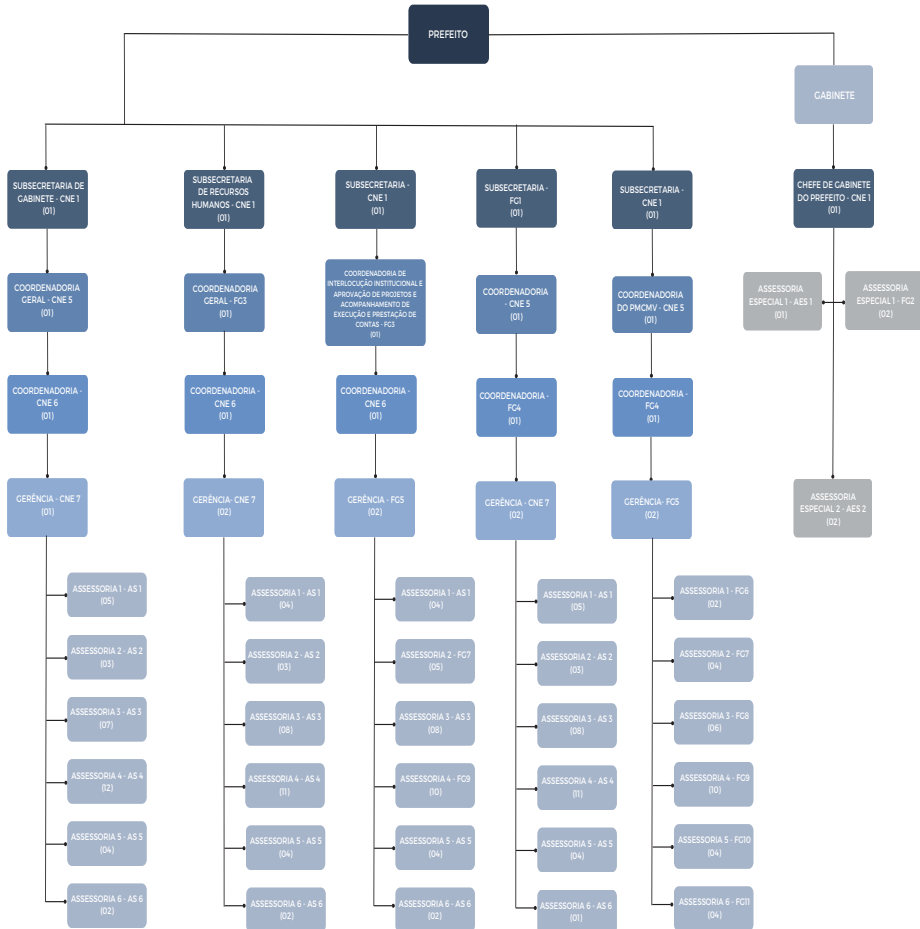 PREFEITO
GABINETE
SUBSECRETARIA DE
GABINETE - CNE 1
(01)
SUBSECRETARIA
DE RECURSOS
HUMANOS - CNE 1
(01)
SUBSECRETARIA -
CNE 1
(01)
SUBSECRETARIA -
FG1
(01)
SUBSECRETARIA -
CNE 1
(01)
CHEFE DE GABINETE
DO PREFEITO - CNE 1
(01)
COORDENADORIA
GERAL - CNE 5
(01)
COORDENADORIA
GERAL - FG3
(01)
COORDENADORIA DE
INTERLOCUÇÃO INSTITUCIONAL E
APROVAÇÃO DE PROJETOS E
ACOMPANHAMENTO DE
EXECUÇÃO E PRESTAÇÃO DE
CONTAS - FG3
(01)
COORDENADORIA
- CNE 5
(01)
COORDENADORIA
DO PMCMV - CNE 5
(01)
ASSESSORIA
ESPECIAL 1 - AES 1
(01)
ASSESSORIA
ESPECIAL 1 - FG2
(02)
COORDENADORIA -
CNE 6
(01)
COORDENADORIA -
CNE 6
(01)
COORDENADORIA -
CNE 6
(01)
COORDENADORIA -
FG4
(01)
COORDENADORIA -
FG4
(01)
GERÊNCIA - CNE 7
(01)
GERÊNCIA- CNE 7
(02)
GERÊNCIA - FG5
(02)
GERÊNCIA - CNE 7
(02)
GERÊNCIA- FG5
(02)
ASSESSORIA
ESPECIAL 2 - AES 2
(02)
ASSESSORIA 1 - AS 1
(05)
ASSESSORIA 1 - AS 1
(04)
ASSESSORIA 1 - AS 1
(04)
ASSESSORIA 1 - AS 1
(05)
ASSESSORIA 1 - FG6
(02)
ASSESSORIA 2 - AS 2
(03)
ASSESSORIA 2 - AS 2
(03)
ASSESSORIA 2 - FG7
(05)
ASSESSORIA 2 - AS 2
(03)
ASSESSORIA 2 - FG7
(04)
ASSESSORIA 3 - AS 3
(07)
ASSESSORIA 3 - AS 3
(08)
ASSESSORIA 3 - AS 3
(08)
ASSESSORIA 3 - AS 3
(08)
ASSESSORIA 3 - FG8
(06)
ASSESSORIA 4 - AS 4
(12)
ASSESSORIA 4 - AS 4
(11)
ASSESSORIA 4 - FG9
(10)
ASSESSORIA 4 - AS 4
(11)
ASSESSORIA 4 - FG9
(10)
ASSESSORIA 5 - AS 5
(04)
ASSESSORIA 5 - AS 5
(04)
ASSESSORIA 5 - AS 5
(04)
ASSESSORIA 5 - AS 5
(04)
ASSESSORIA 5 - FG10
(04)
ASSESSORIA 6 - AS 6
(02)
ASSESSORIA 6 - AS 6
(02)
ASSESSORIA 6 - AS 6
(02)
ASSESSORIA 6 - AS 6
(01)
ASSESSORIA 6 - FG11
(04)